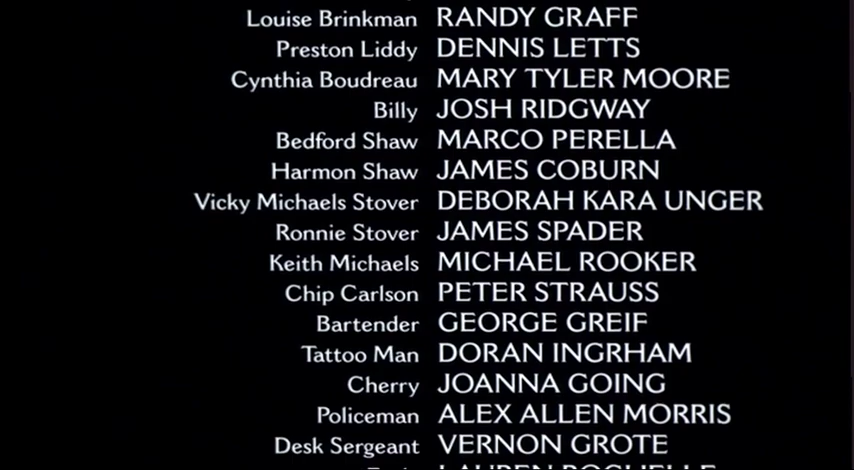 Louise Brinkman RANDY GRAFF
Preston Liddy DENNIS LETTS
Cynthia Boudreau MARY TYLER MOORE
Billy JOSH RIDGWAY
Bedford Shaw MARCO PERELLA
Harmon Shaw JAMES COBURN
Vicky Michaels Stover DEBORAH KARA UNGER
Ronnie Stover JAMES SPADER
Keith Michaels MICHAEL ROOKER
Chip Carlson PETER STRAUSS
Bartender GEORGE GREIF
Tattoo Man DORAN INGRHAM
Cherry JOANNA GOING
Policeman ALEX ALLEN MORRIS
Desk Sergeant VERNON GROTE
LAUREN